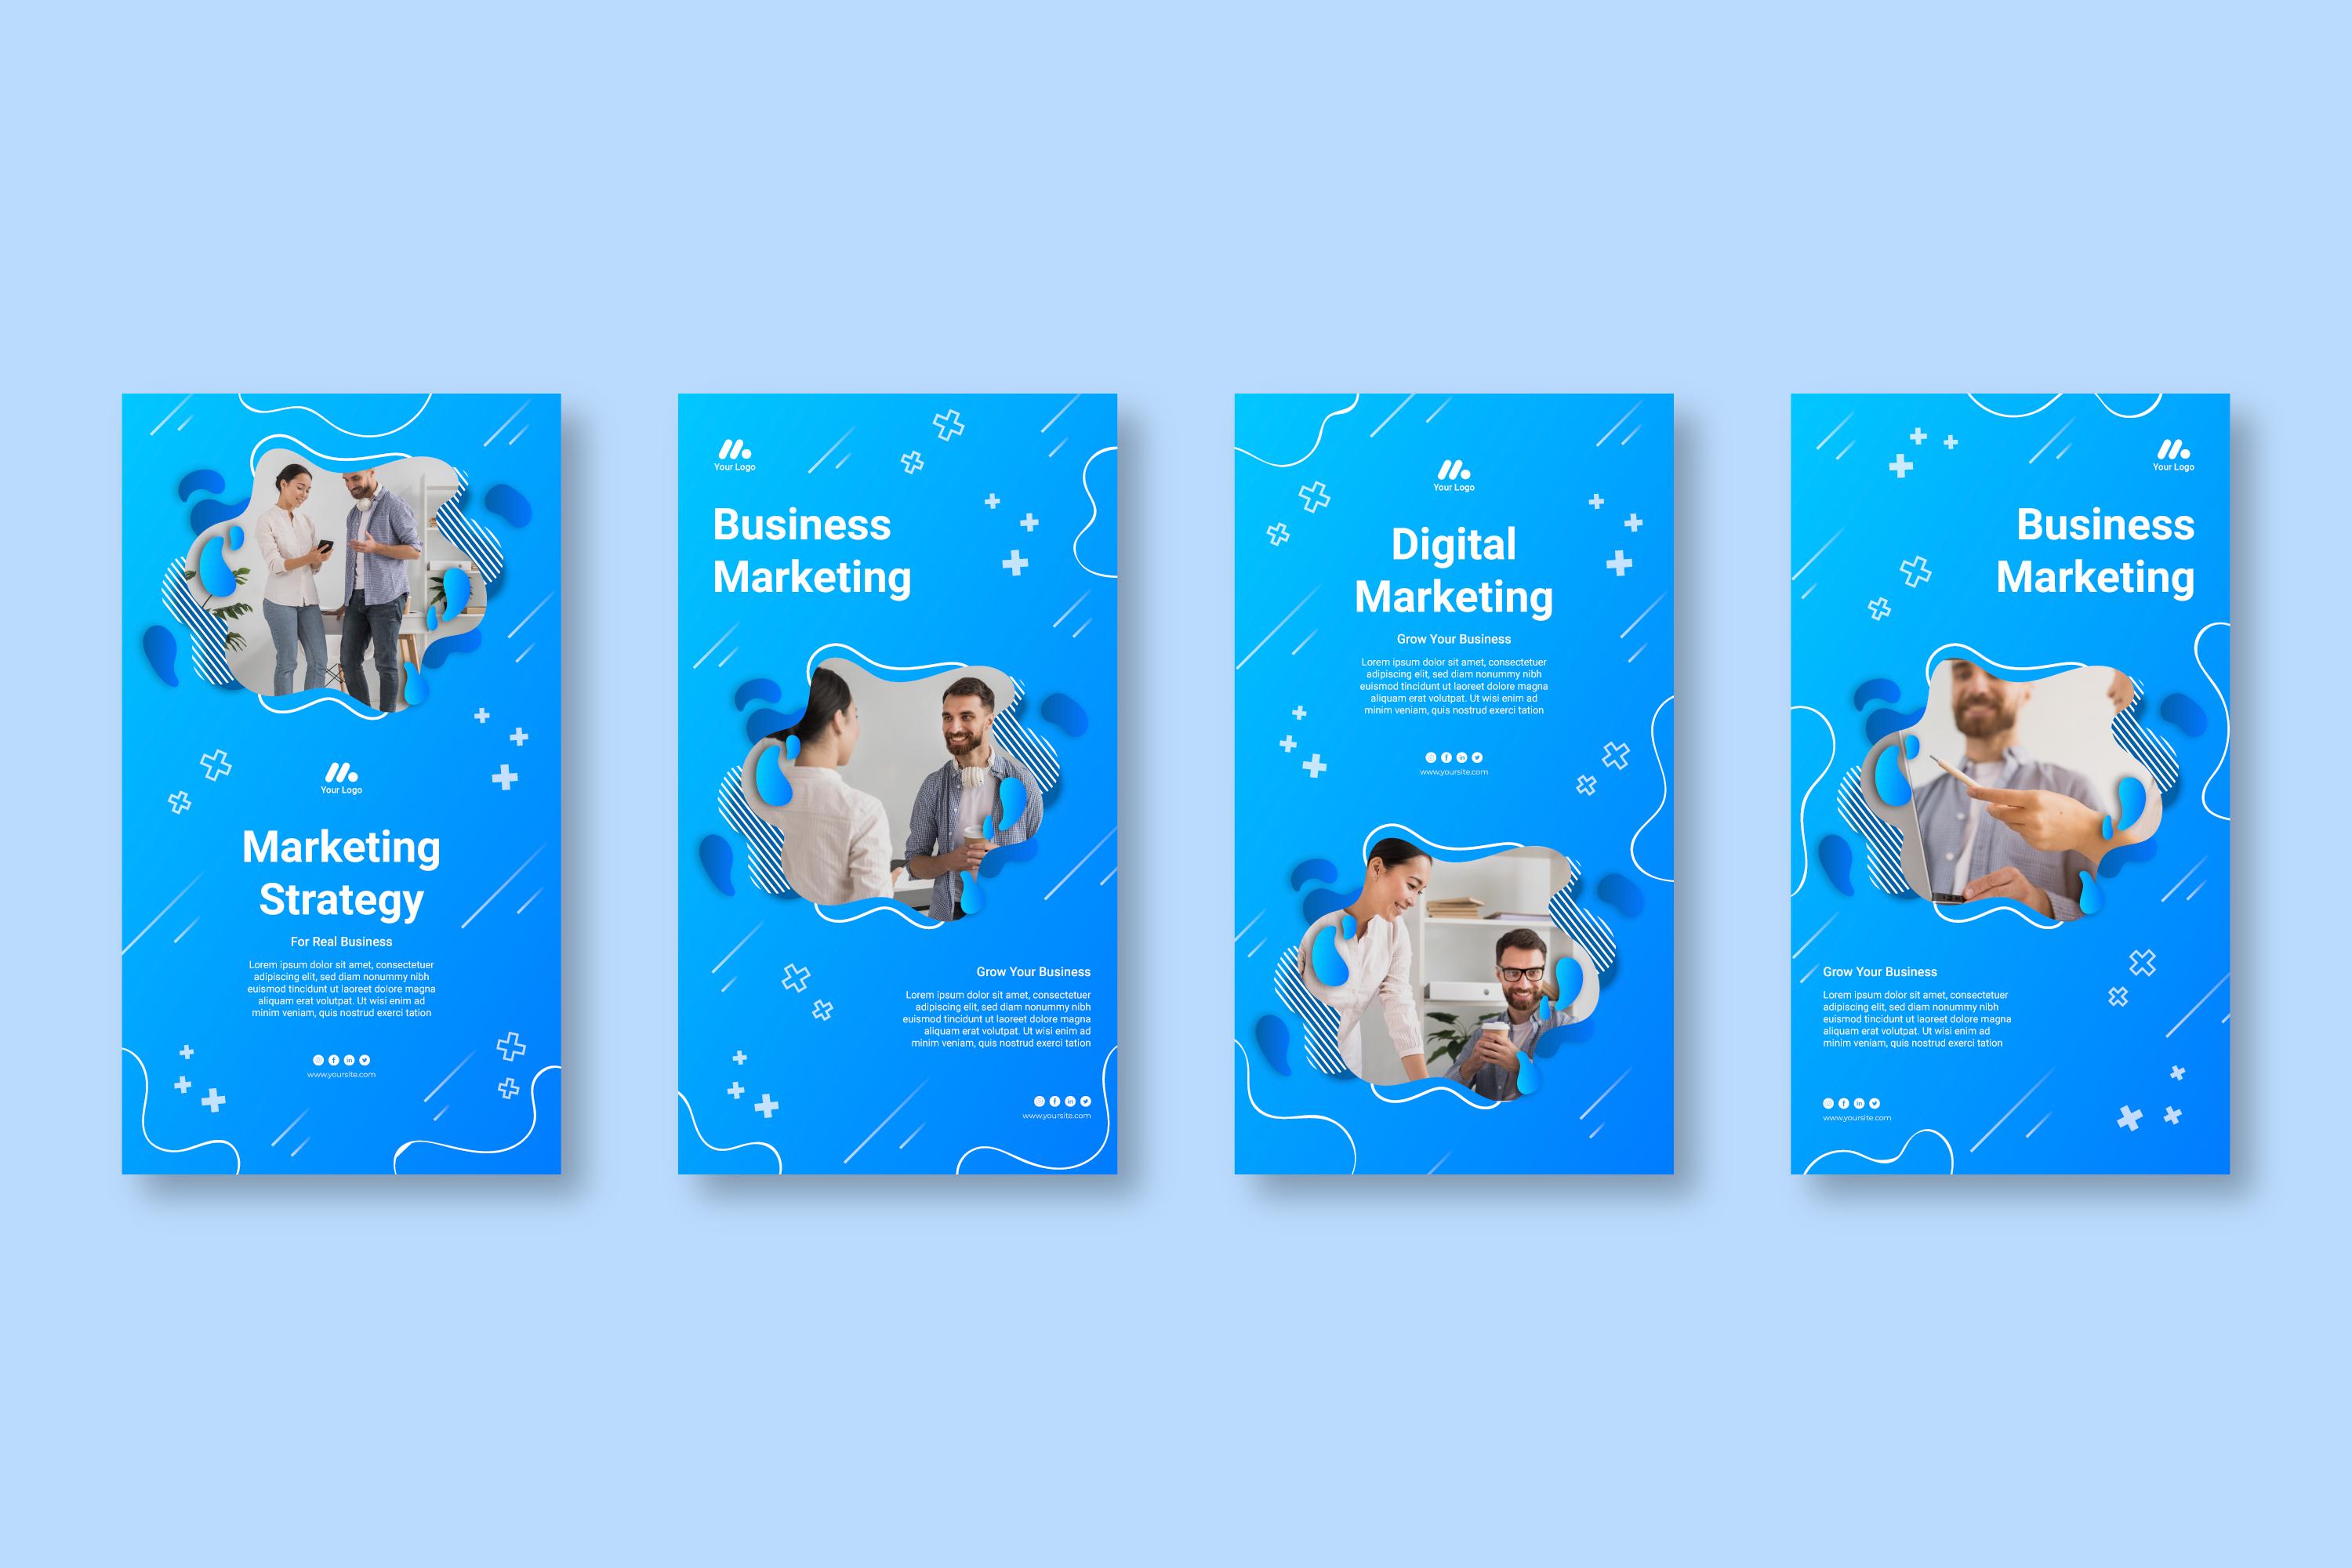 Your Logo
Marketing
Strategy
For Real Business
Lorem ipsum dolor sit amet, consectetuer
adipiscing elit, sed diam nonummy nibh
euismod tincidunt ut laoreet dolore magna
aliquam erat volutpat. Ut wisi enim ad
minim veniam, quis nostrud exerci tation
www.yoursite.com
Your Logo
Business
Marketing
Grow Your Business
Lorem ipsum dolor sit amet, consectetuer
adipiscing elit, sed diam nonummy nibh
euismod tincidunt ut laoreet dolore magna
aliquam erat volutpat. Ut wisi enim ad
minim veniam, quis nostrud exerci tation
www.yoursite.com
Your Logo
Digital
Marketing
Grow Your Business
Lorem ipsum dolor sit amet, consectetuer
adipiscing elit, sed diam nonummy nibh
euismod tincidunt ut laoreet dolore magna
aliquam erat volutpat. Ut wisi enim ad
minim veniam, quis nostrud exerci tation
www.yoursite.com
Your Logo
Business
Marketing
Grow Your Business
Lorem ipsum dolor sit amet, consectetuer
adipiscing elit, sed diam nonummy nibh
euismod tincidunt ut laoreet dolore magna
aliquam erat volutpat. Ut wisi enim ad
minim veniam, quis nostrud exerci tation
www.yoursite.com